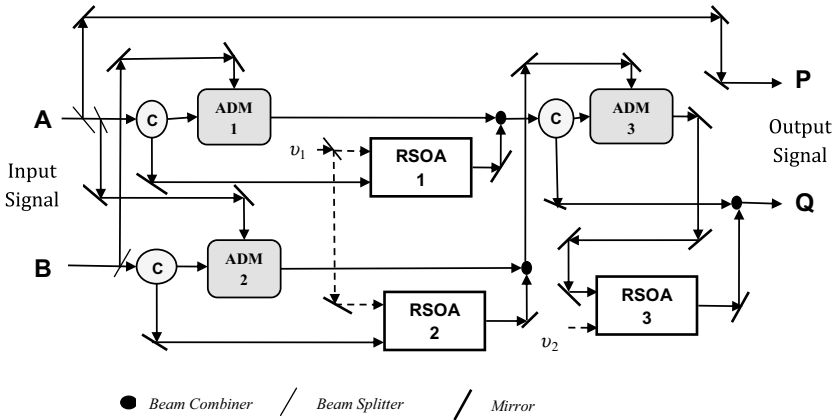 P
A
C
ADM
1
C
ADM
3
Output
Signal
Input
Signal
υ1
RSOA
1
Q
B
C
ADM
2
RSOA
2
RSOA
3
υ2
Beam Combiner
Beam Splitter
Mirror